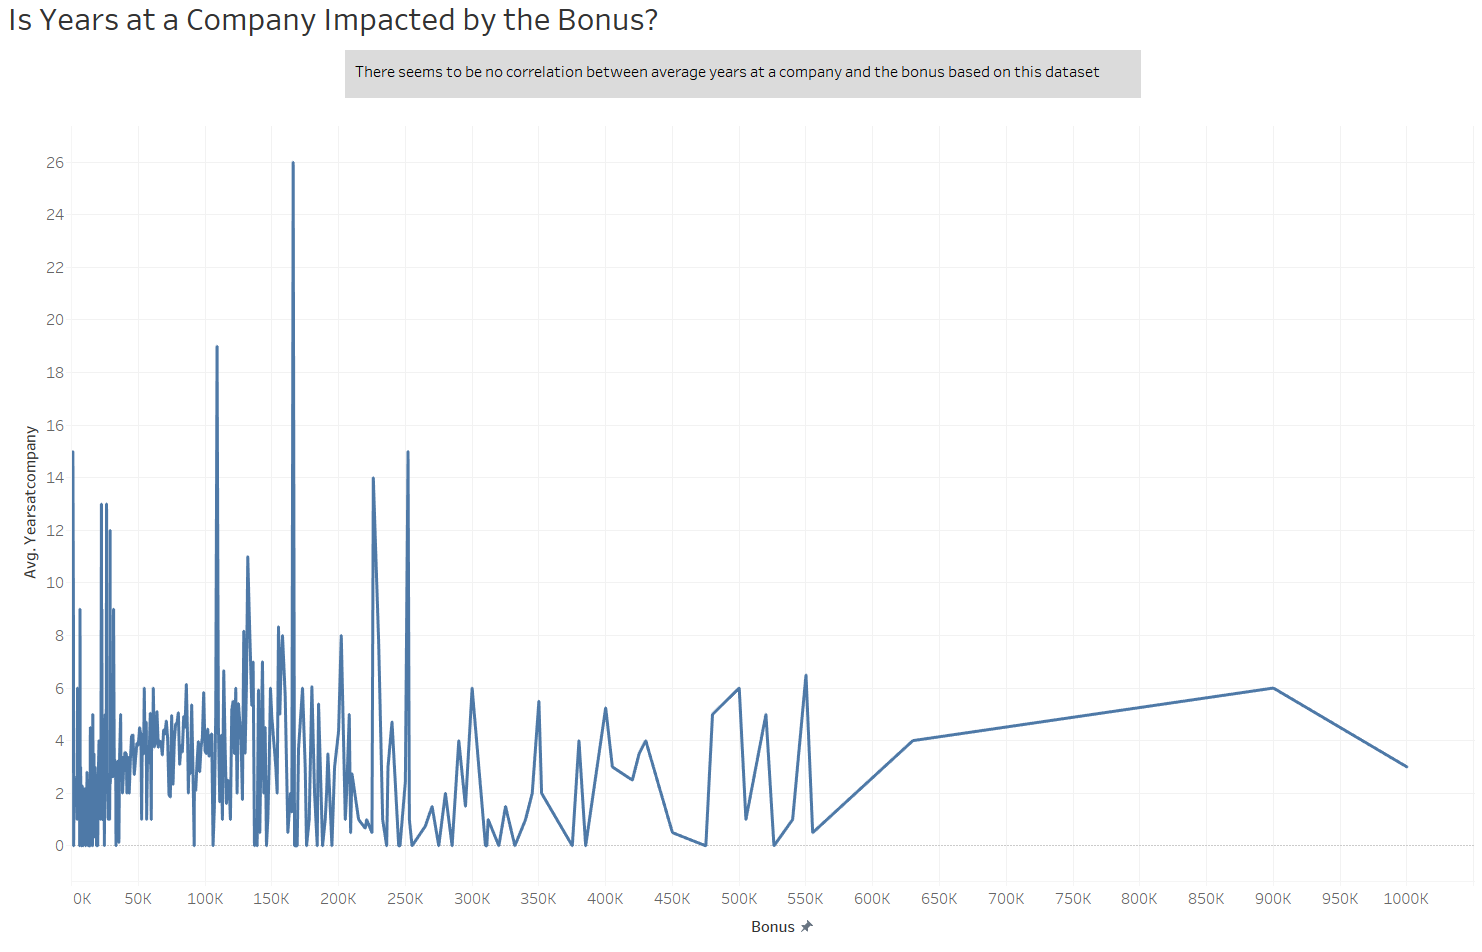 Is Years at a Company Impacted by the Bonus?
There seems to be no correlation between average years at a company and the bonus based on this dataset
Avg. Yearsatcompany
26
24
22
20
18
16
14
12
10
8
6
4
2
0
0K 50K 100K 150K 200K 250K 300K 350K 400K 450K 500K 550K 600K 650K 700K 750K 800K 850K 900K 950K 1000K
Bonus